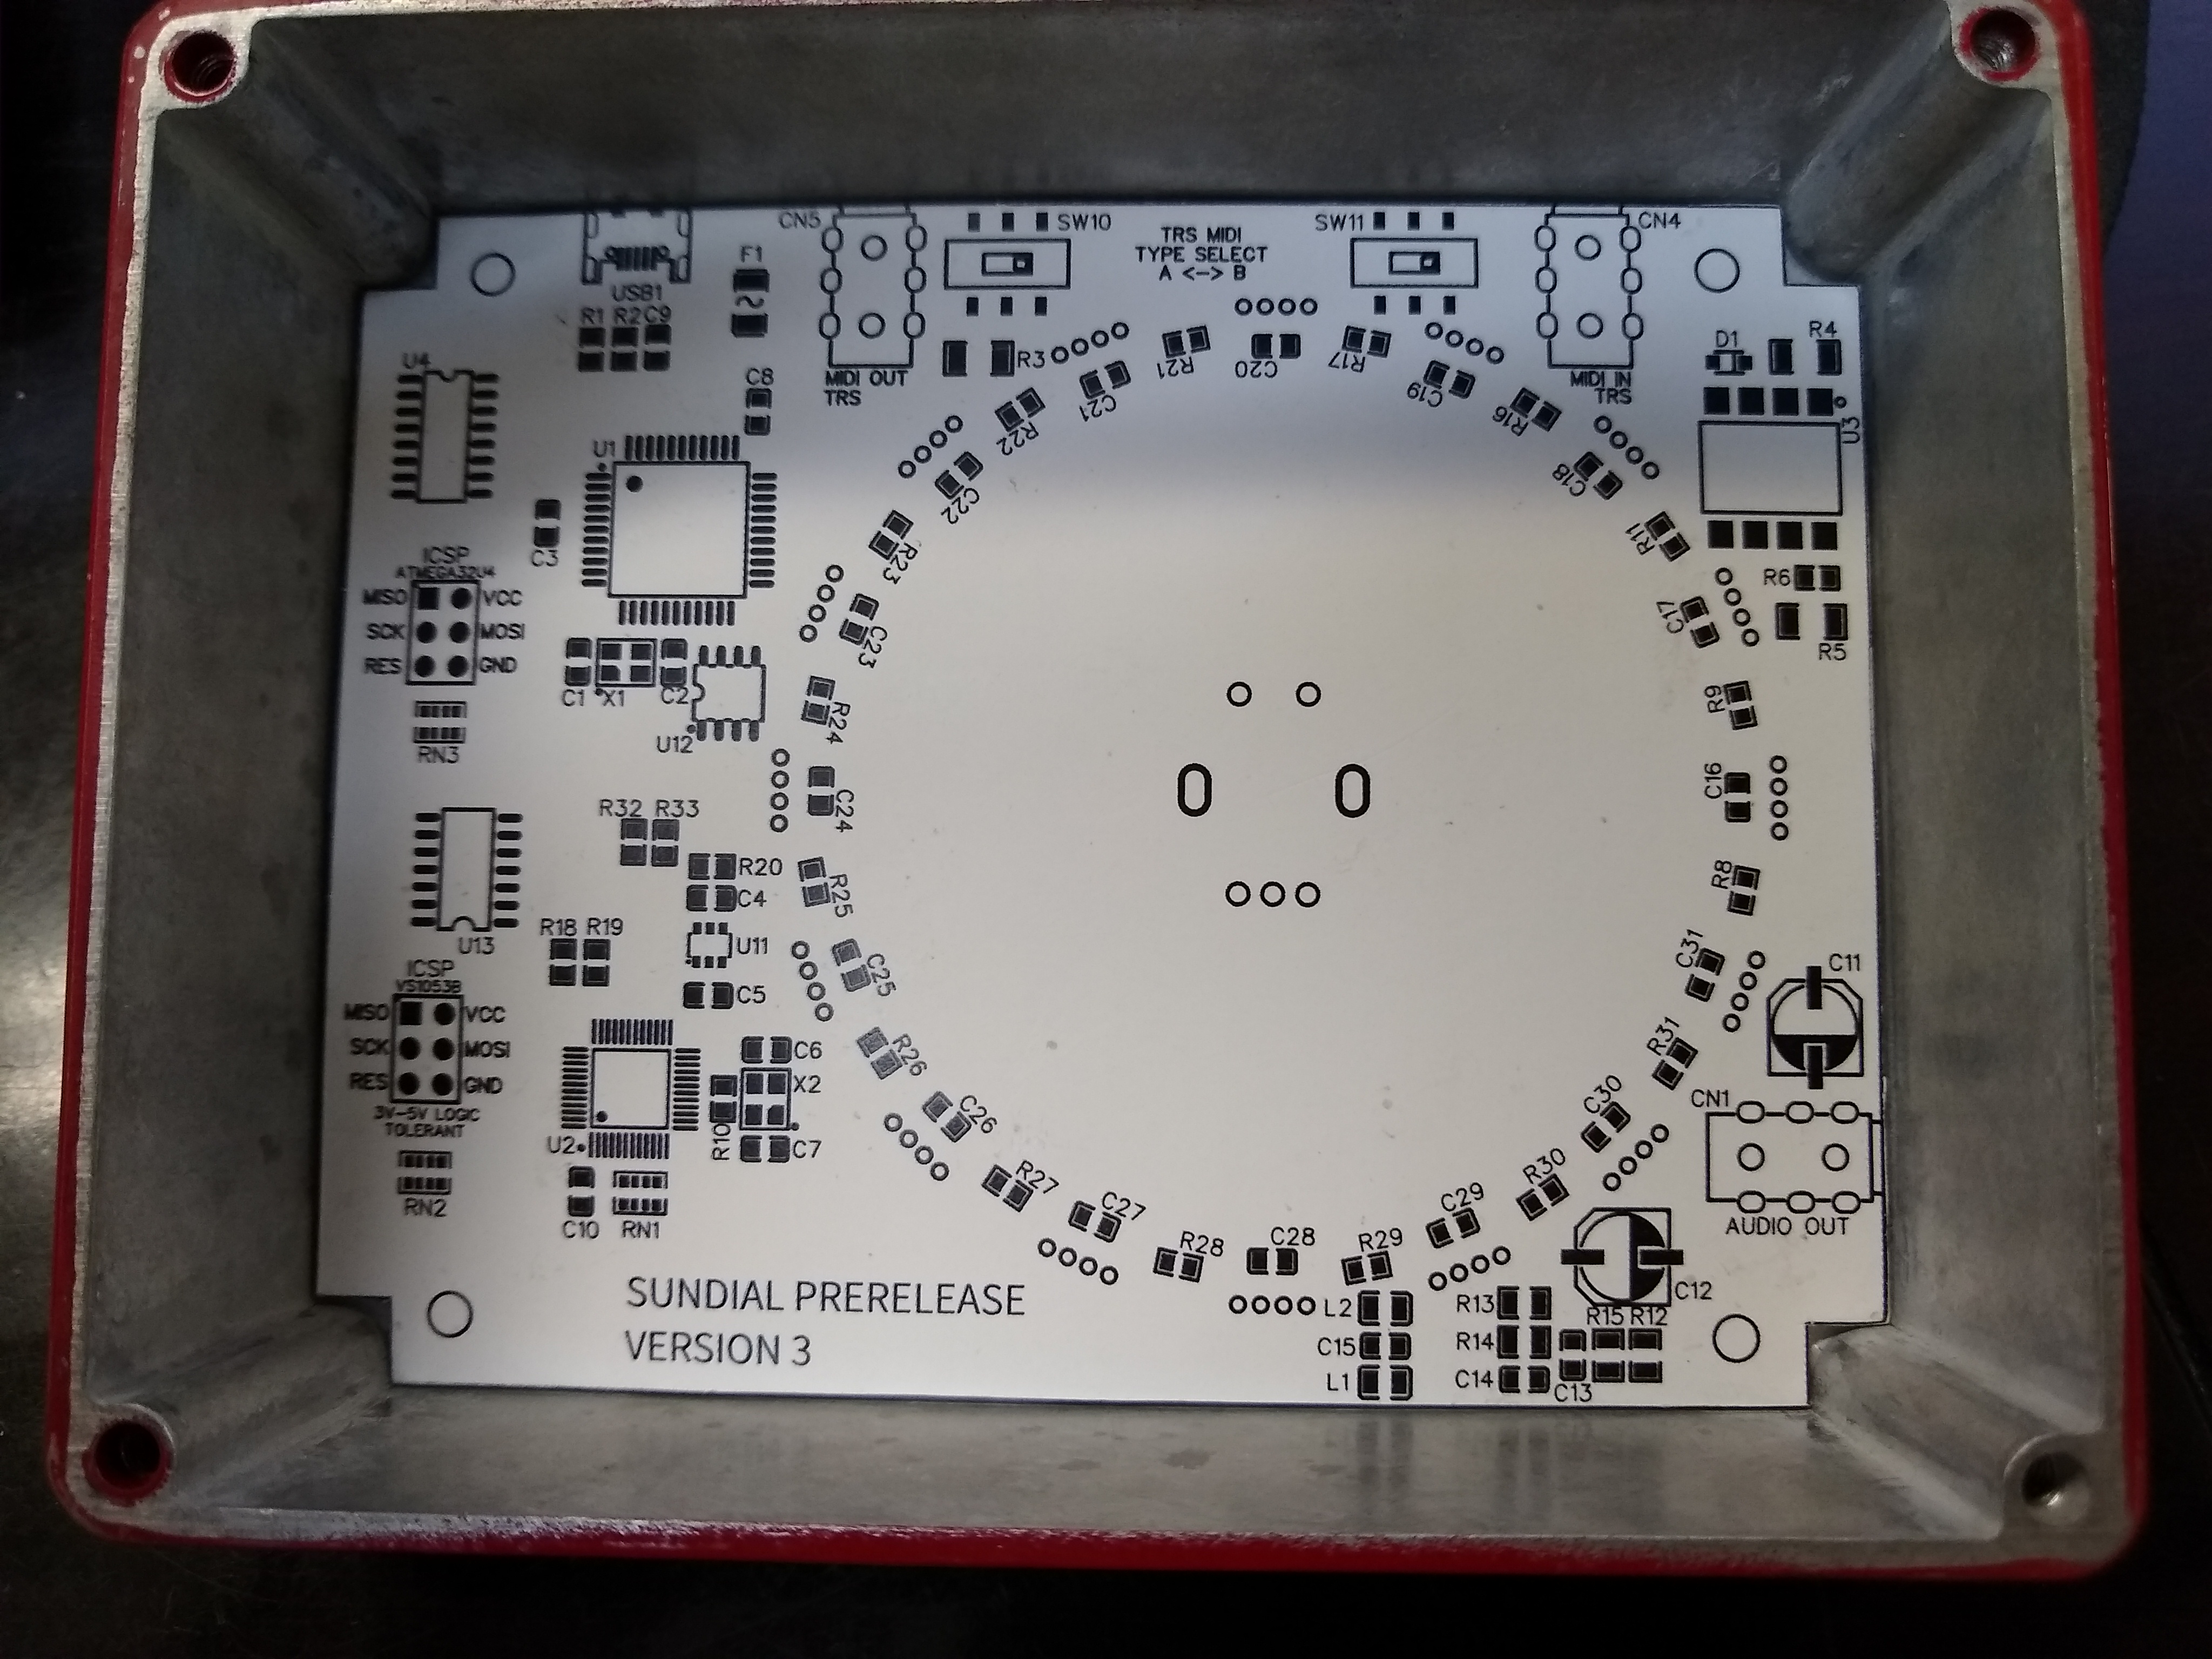 CN5
SW10
TRS MIDI
TYPE SELECT
A <-> B
SW11
CN4
F1
USB1
R1 R2 C9
U4
C8
R3
MIDI OUT
TRS
C21
R21
C20
R17
C19
R16
MIDI IN
TRS
D1
R4
U3
R22
C22
C18
R11
U1
C3
R23
ICSP
ATMEGA32U4
MISO VCC
SCK MOSI
RES GND
C23
C17
R6
R5
C1 X1 C2
U12
RN3
R24
R9
C24
C16
R32 R33
R20
C4
R25
R8
R18 R19
U11
U13
C5
C25
C31
C11
ICSP
VS1053B
MISO VCC
SCK MOSI
RES GND
3V-5V LOGIC
TOLERANT
C6
X2
R10
C7
U2
R26
C26
R31
C30
CN1
AUDIO OUT
RN2
C10
RN1
R27
C27
R28
C28
R29
C29
R30
C12
SUNDIAL PRERELEASE
VERSION 3
L2
C15
L1
R13
R14
C14
R15 R12
C13